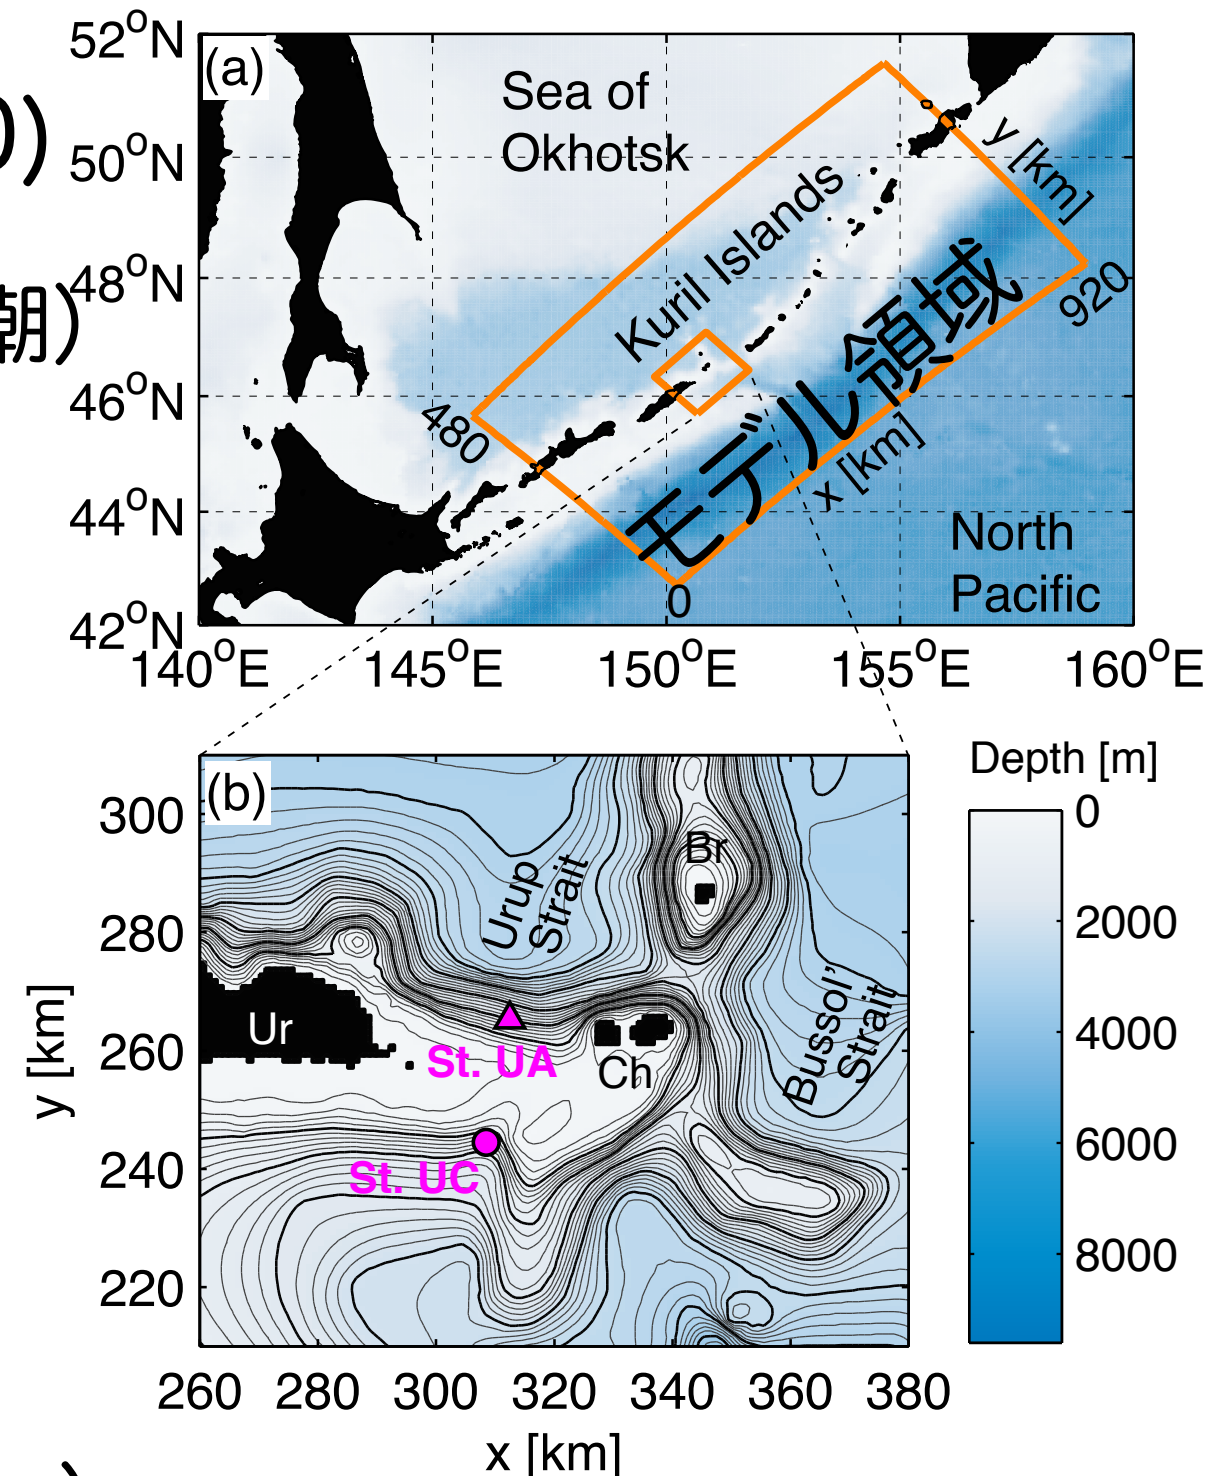 52°N
(a)
Sea of
Okhotsk
)
50°N
y [km]
Kuril Islands
48°N
朝)
920
モデル領域
46°N
480
x [km]
44°N
North
Pacific
0
42°N
140°E 145°E 150°E 155°E 160°E
Depth [m]
(b)
300
0
Br
Urup
Strait
2000
280
Bussol'
Strait
Ur
4000
260
St. UA
Ch
y [km]
6000
240
St. UC
8000
220
260 280 300 320 340 360 380
x [km]